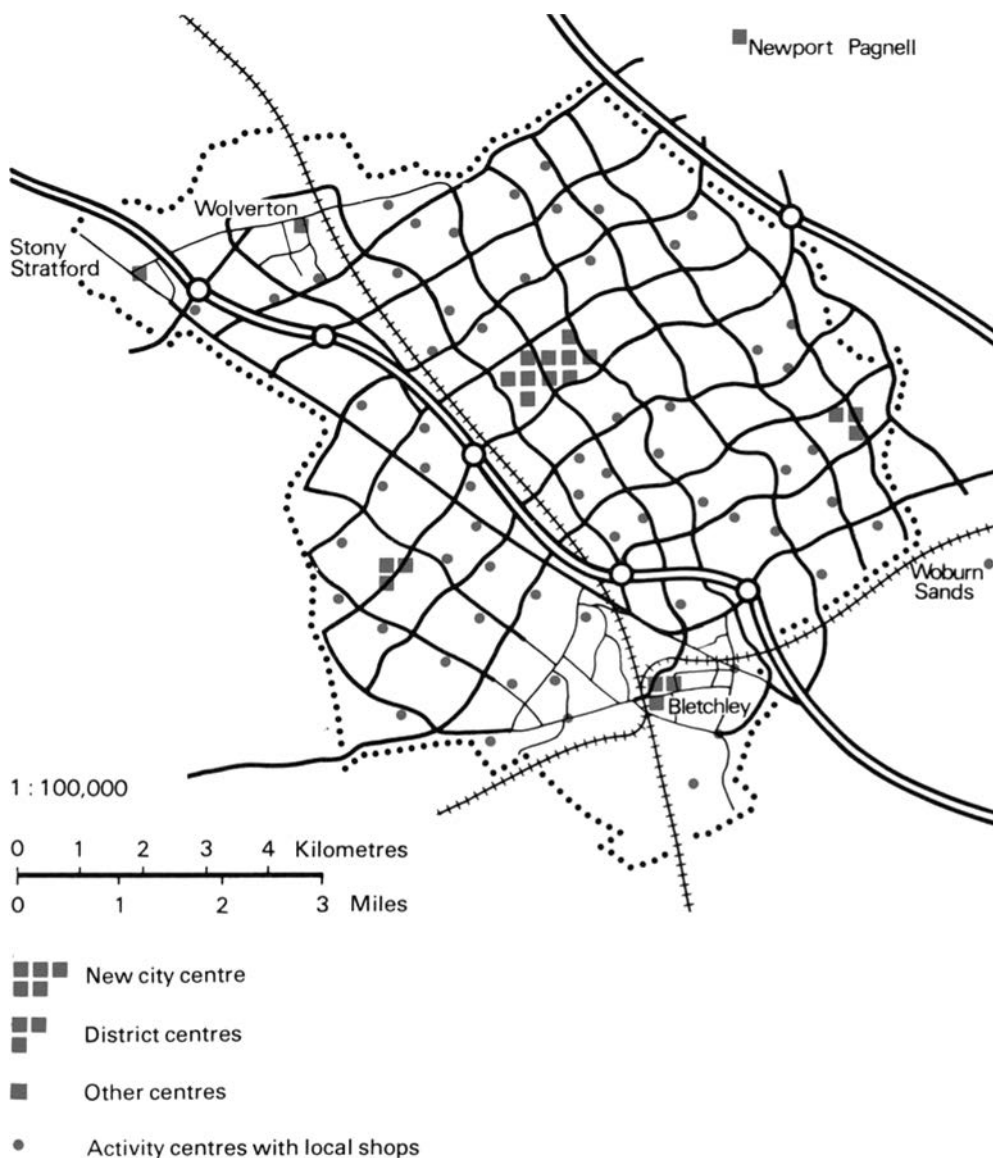 Newport Pagnell
Wolverton
Stony
Stratford
Woburn
Sands
Bletchley
1 : 100,000
0 1 2 3 4 Kilometres
0 1 2 3 Miles
New city centre
District centres
Other centres
Activity centres with local shops